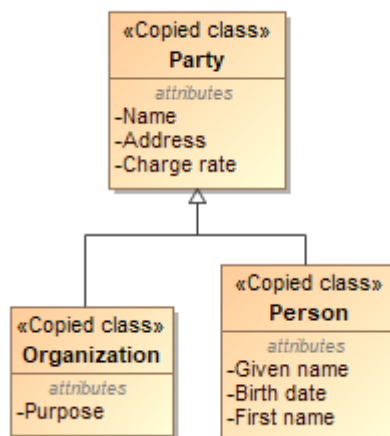 «Copied class»
Party
attributes
-Name
-Address
-Charge rate
«Copied class»
Organization
attributes
-Purpose
«Copied class»
Person
attributes
-Given name
-Birth date
-First name